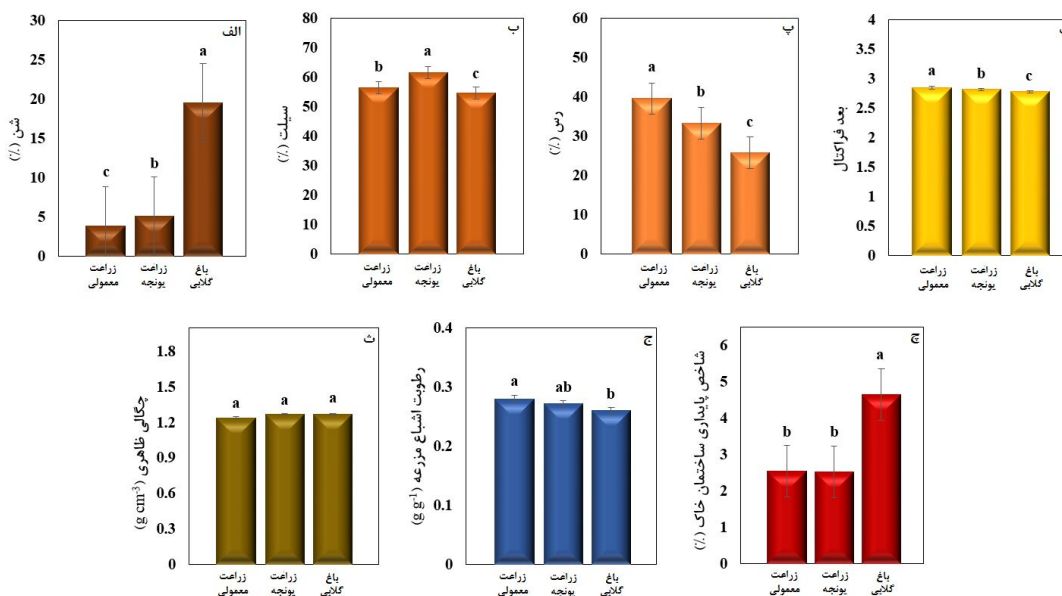 الف
شن (٪)
30
25
20
15
10
5
0
c
b
a
زراعت
معمولی
زراعت
یونجه
باغ
گلابی
ب
سیلت (٪)
80
70
60
50
40
30
20
10
0
b
a
c
زراعت
معمولی
زراعت
یونجه
باغ
گلابی
پ
رس (٪)
60
50
40
30
20
10
0
a
b
c
زراعت
معمولی
زراعت
یونجه
باغ
گلابی
بعد فراکتال
4
3.5
3
2.5
2
1.5
1
0.5
0
a
b
c
زراعت
معمولی
زراعت
یونجه
باغ
گلابی
ث
چگالی ظاهری (g cm-3)
1.8
1.5
1.2
0.9
0.6
0.3
0
a
a
a
زراعت
معمولی
زراعت
یونجه
باغ
گلابی
ج
رطوبت اشباع مزرعه (g g-1)
0.4
0.3
0.2
0.1
0
a
ab
b
زراعت
معمولی
زراعت
یونجه
باغ
گلابی
چ
شاخص پایداری ساختمان خاک (٪)
6
5
4
3
2
1
0
b
b
a
زراعت
معمولی
زراعت
یونجه
باغ
گلابی